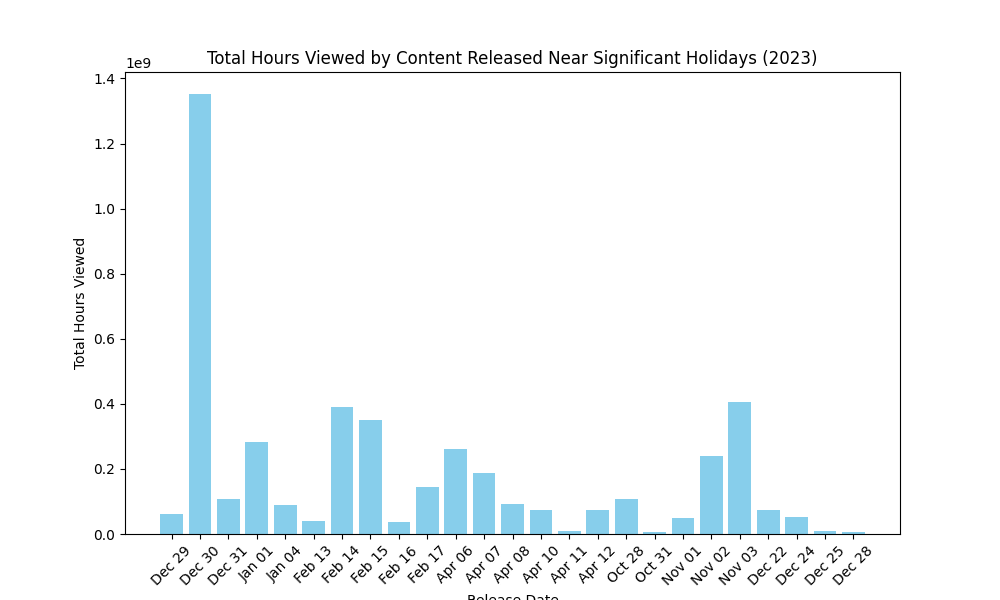 Total Hours Viewed by Content Released Near Significant Holidays (2023)
1e9
1.4
1.2
1.0
0.8
0.6
0.4
0.2
0.0
Total Hours Viewed
Dec 29
Dec 30
Dec 31
Jan 01
Jan 04
Feb 13
Feb 14
Feb 15
Feb 16
Feb 17
Apr 06
Apr 07
Apr 08
Apr 10
Apr 11
Apr 12
Oct 28
Oct 31
Nov 01
Nov 02
Nov 03
Dec 22
Dec 24
Dec 25
Dec 28
Release Date